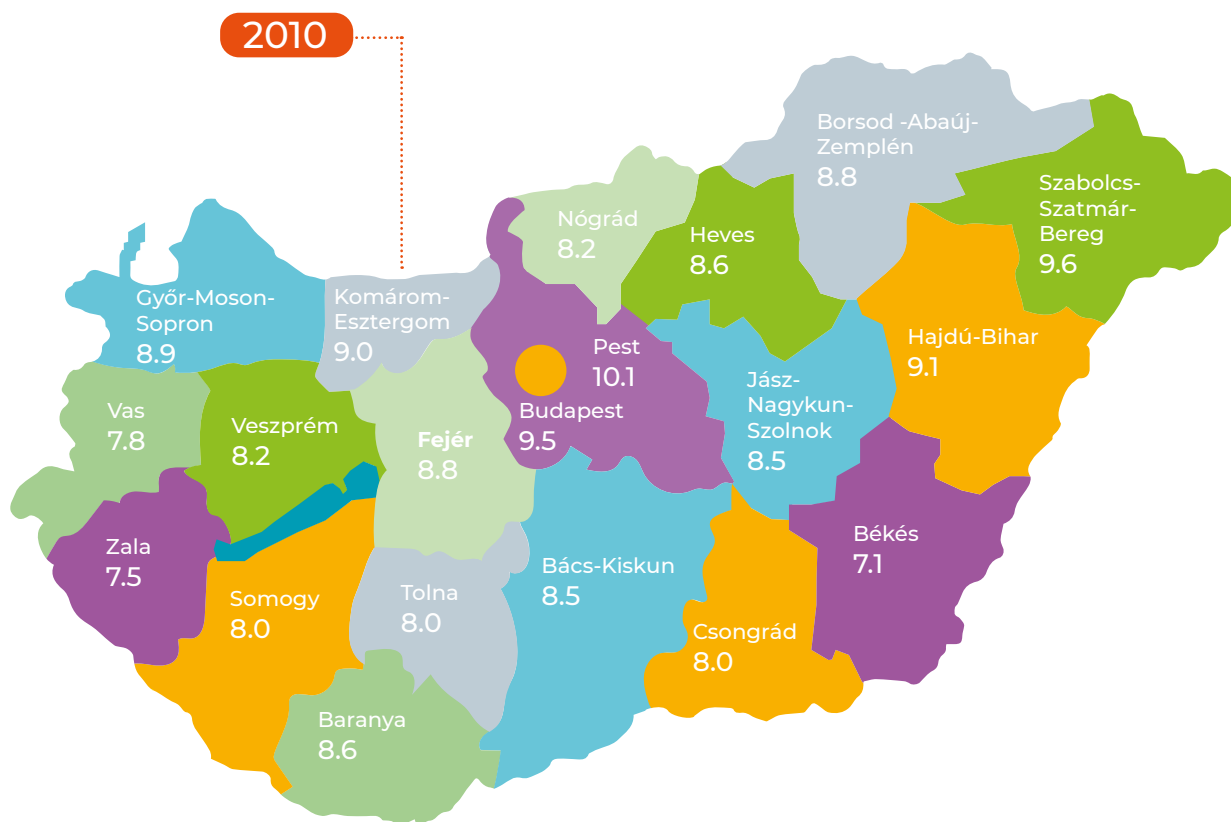 2010
Borsod -Abaúj-
Zemplén
8.8
Szabolcs-
Szatmár-
Bereg
9.6
Nógrád
8.2
Heves
8.6
Győr-Moson-
Sopron
8.9
Komárom-
Esztergom
9.0
Pest
10.1
Hajdú-Bihar
9.1
Jász-
Nagykun-
Szolnok
8.5
Vas
7.8
Veszprém
8.2
Fejér
8.8
Budapest
9.5
Zala
7.5
Somogy
8.0
Tolna
8.0
Bács-Kiskun
8.5
Csongrád
8.0
Békés
7.1
Baranya
8.6